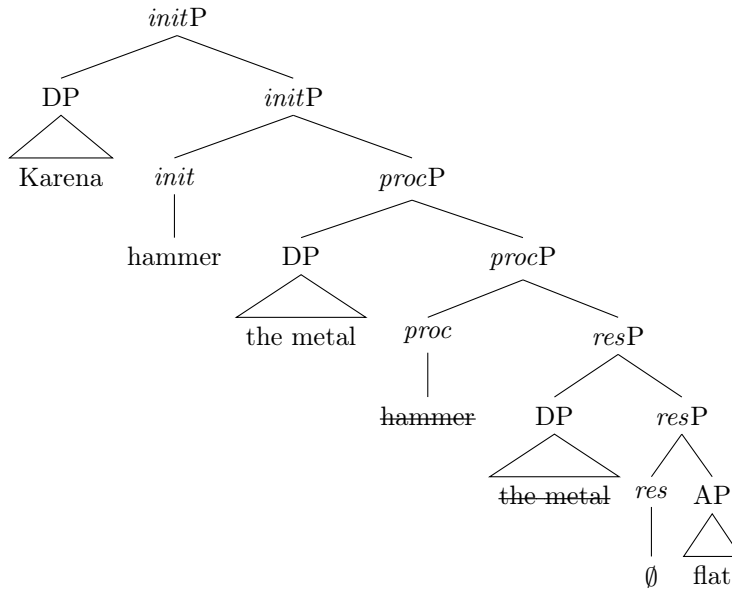 initP
DP initP
Karena init procP
hammer DP procP
the metal proc resP
hammer DP resP
the metal res AP
∅ flat